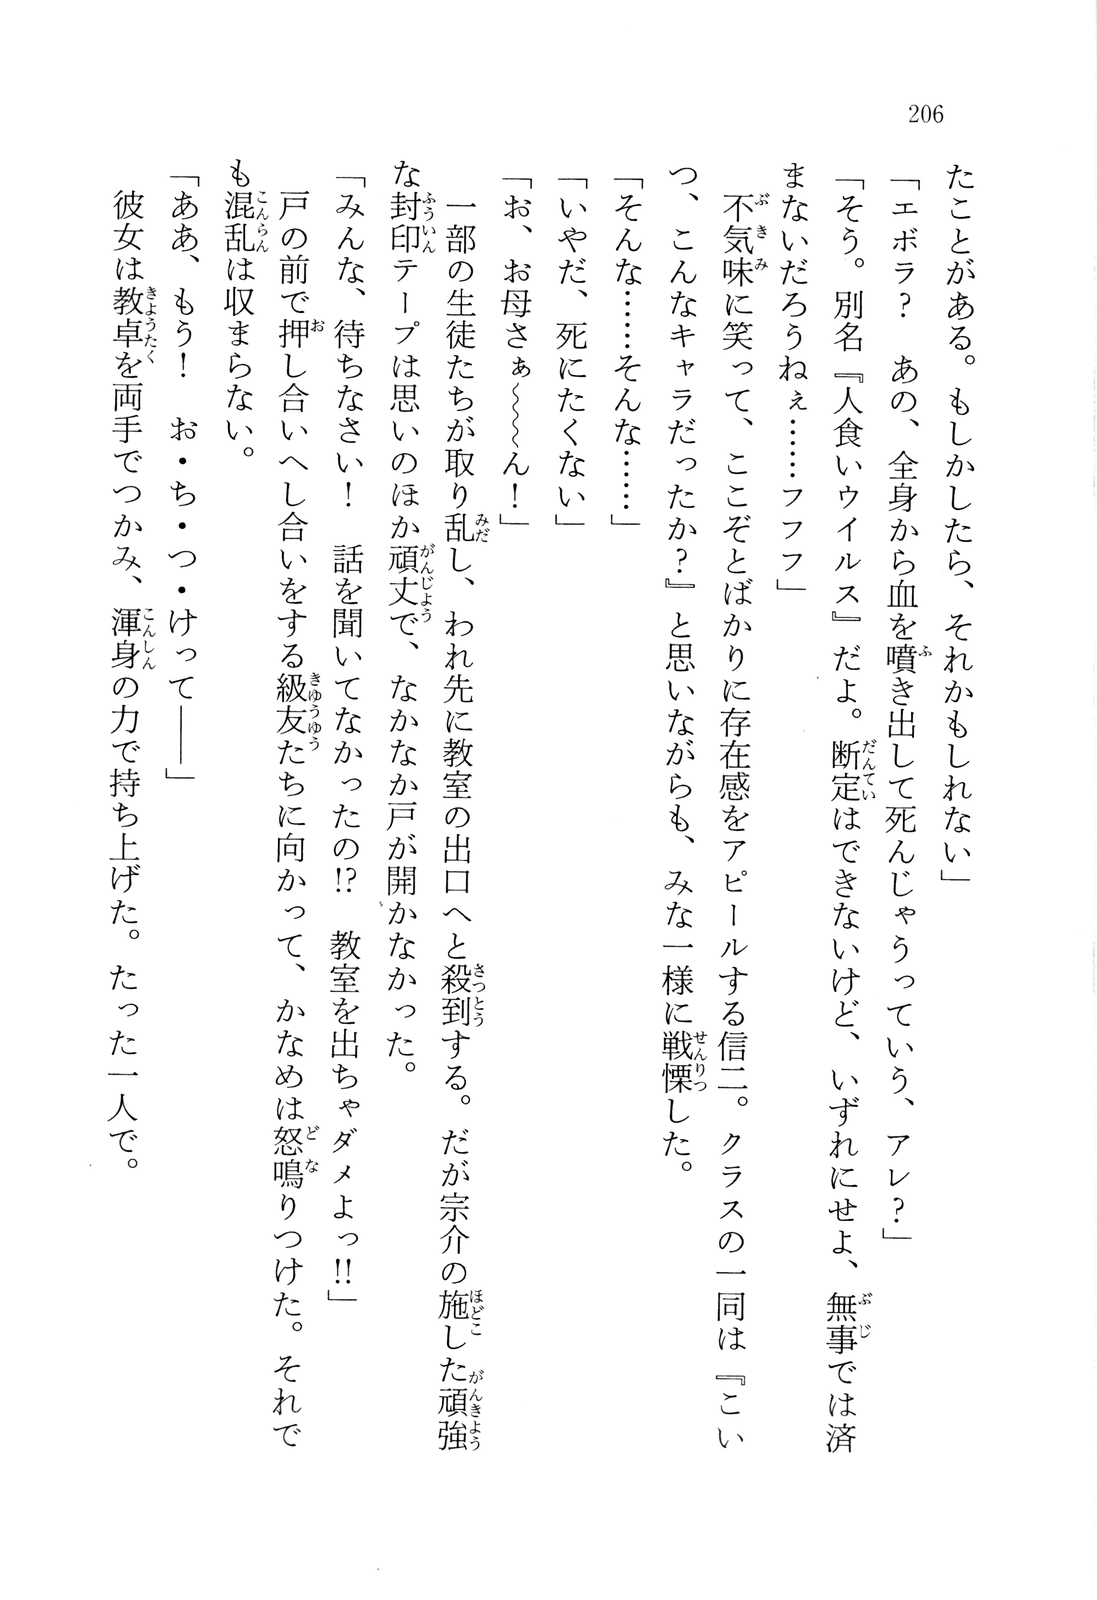 206
たことがある。もしかしたら、それかもしれない」
「エボラ？　あの、全身から血を噴き出して死んじゃうっていう、アレ？」
「そう。別名『人食いウイルス』だよ。断定はできないけど、いずれにせよ、無事では済
まないだろうねぇ……フフフ」
　不気味に笑って、ここぞとばかりに存在感をアピールする信二。クラスの一同は『こい
つ、こんなキャラだったか？』と思いながらも、みな一様に戦慄した。
「そんな……そんな……」
「いやだ、死にたくない」
「お、お母さぁ～～～ん！」
　一部の生徒たちが取り乱し、われ先に教室の出口へと殺到する。だが宗介の施した頑強
な封印テープは思いのほか頑丈で、なかなか戸が開かなかった。
「みんな、待ちなさい！　話を聞いてなかったの!?　教室を出ちゃダメよっ!!」
　戸の前で押し合いへし合いをする級友たちに向かって、かなめは怒鳴りつけた。それで
も混乱は収まらない。
「ああ、もう！　お・ち・つ・けって――」
　彼女は教卓を両手でつかみ、渾身の力で持ち上げた。たった一人で。